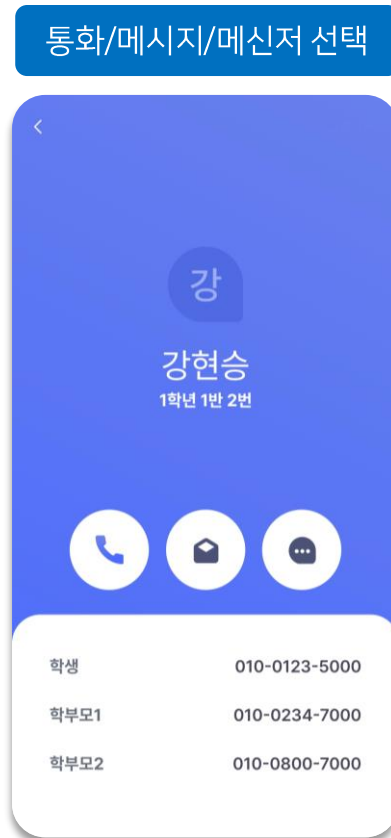 통화/메시지/메신저 선택
강
강현승
1학년 1반 2번
학생 010-0123-5000
학부모1 010-0234-7000
학부모2 010-0800-7000